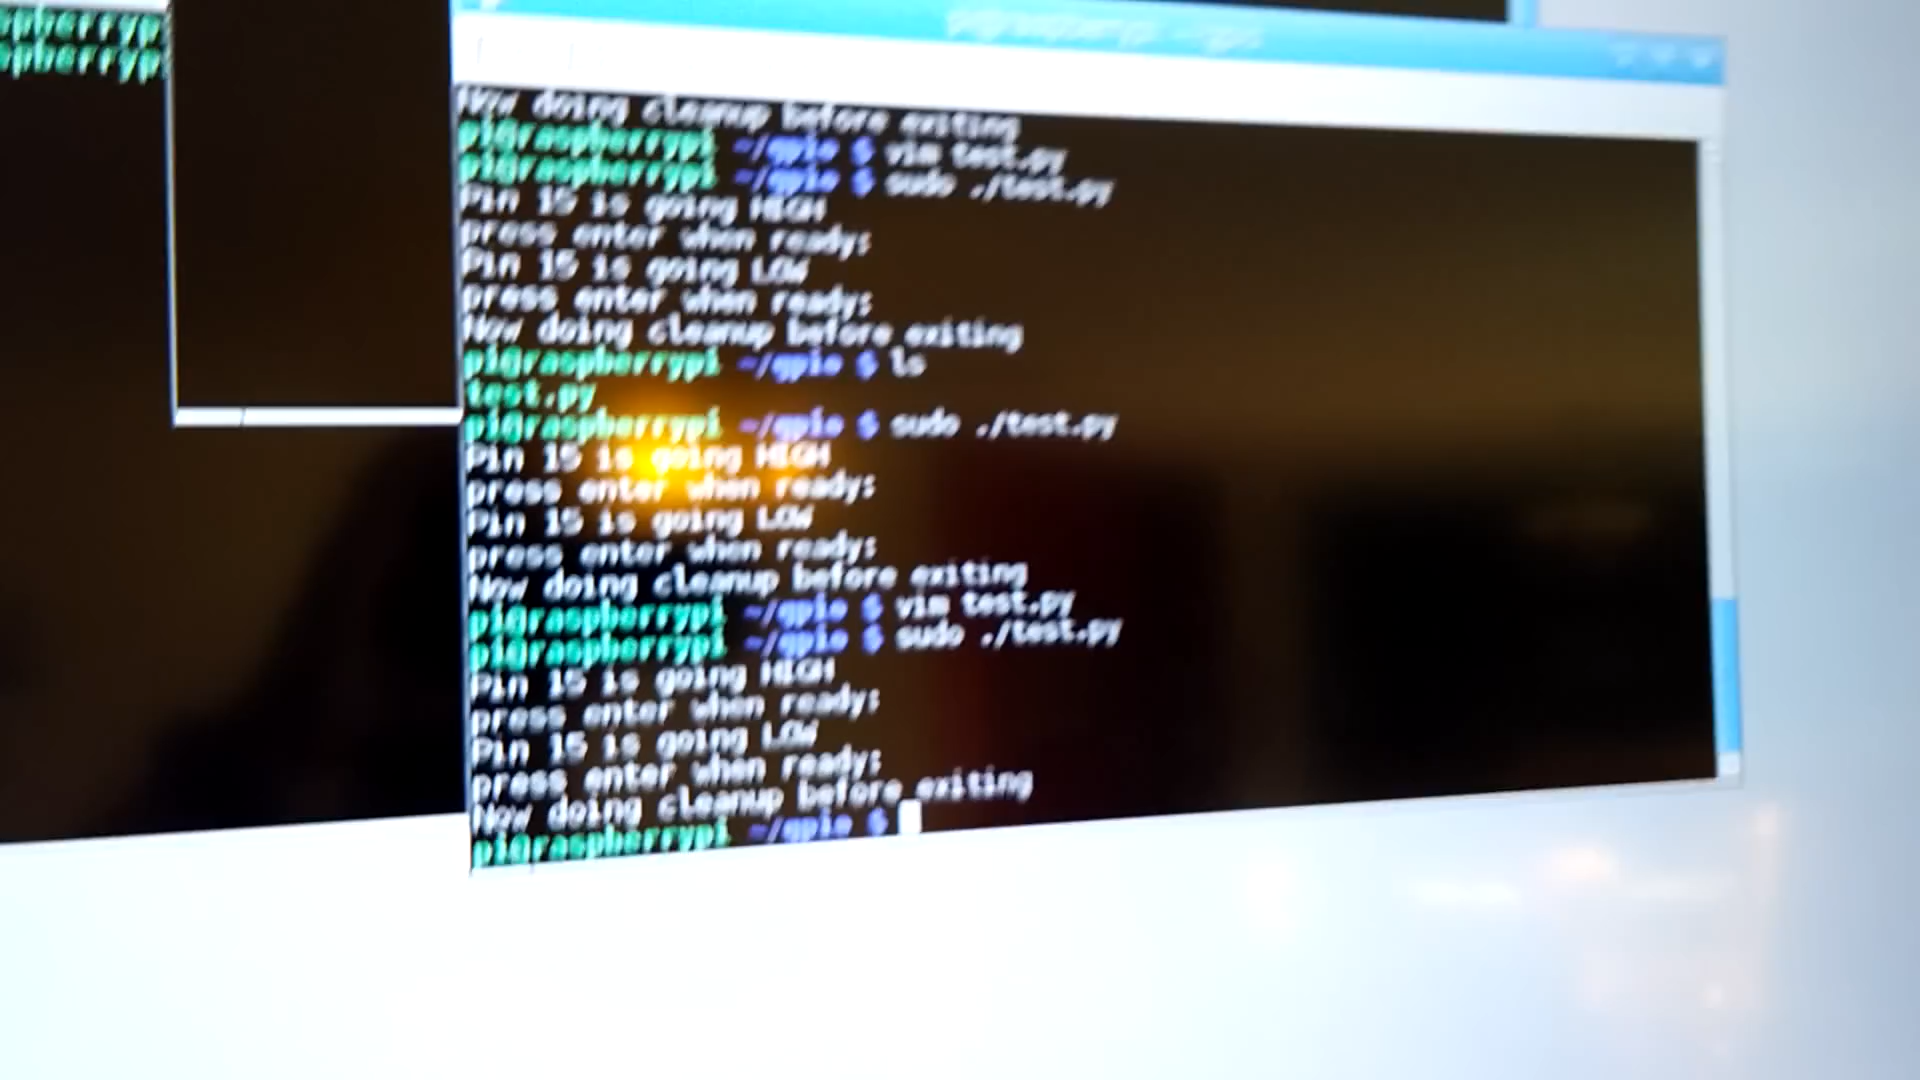 pberryp
pberryp
Now doing cleanup before exiting
pi@raspberrypi ~/gpio $ vim test.py
pi@raspberrypi ~/gpio $ sudo ./test.py
Pin 15 is going HIGH
press enter when ready:
Pin 15 is going LOW
press enter when ready:
Now doing cleanup before exiting
pi@raspberrypi ~/gpio $ ls
test.py
pi@raspberrypi ~/gpio $ sudo ./test.py
Pin 15 is going HIGH
press enter when ready:
Pin 15 is going LOW
press enter when ready:
Now doing cleanup before exiting
pi@raspberrypi ~/gpio $ vim test.py
pi@raspberrypi ~/gpio $ sudo ./test.py
Pin 15 is going HIGH
press enter when ready:
Pin 15 is going LOW
press enter when ready:
Now doing cleanup before exiting
pi@raspberrypi ~/gpio $